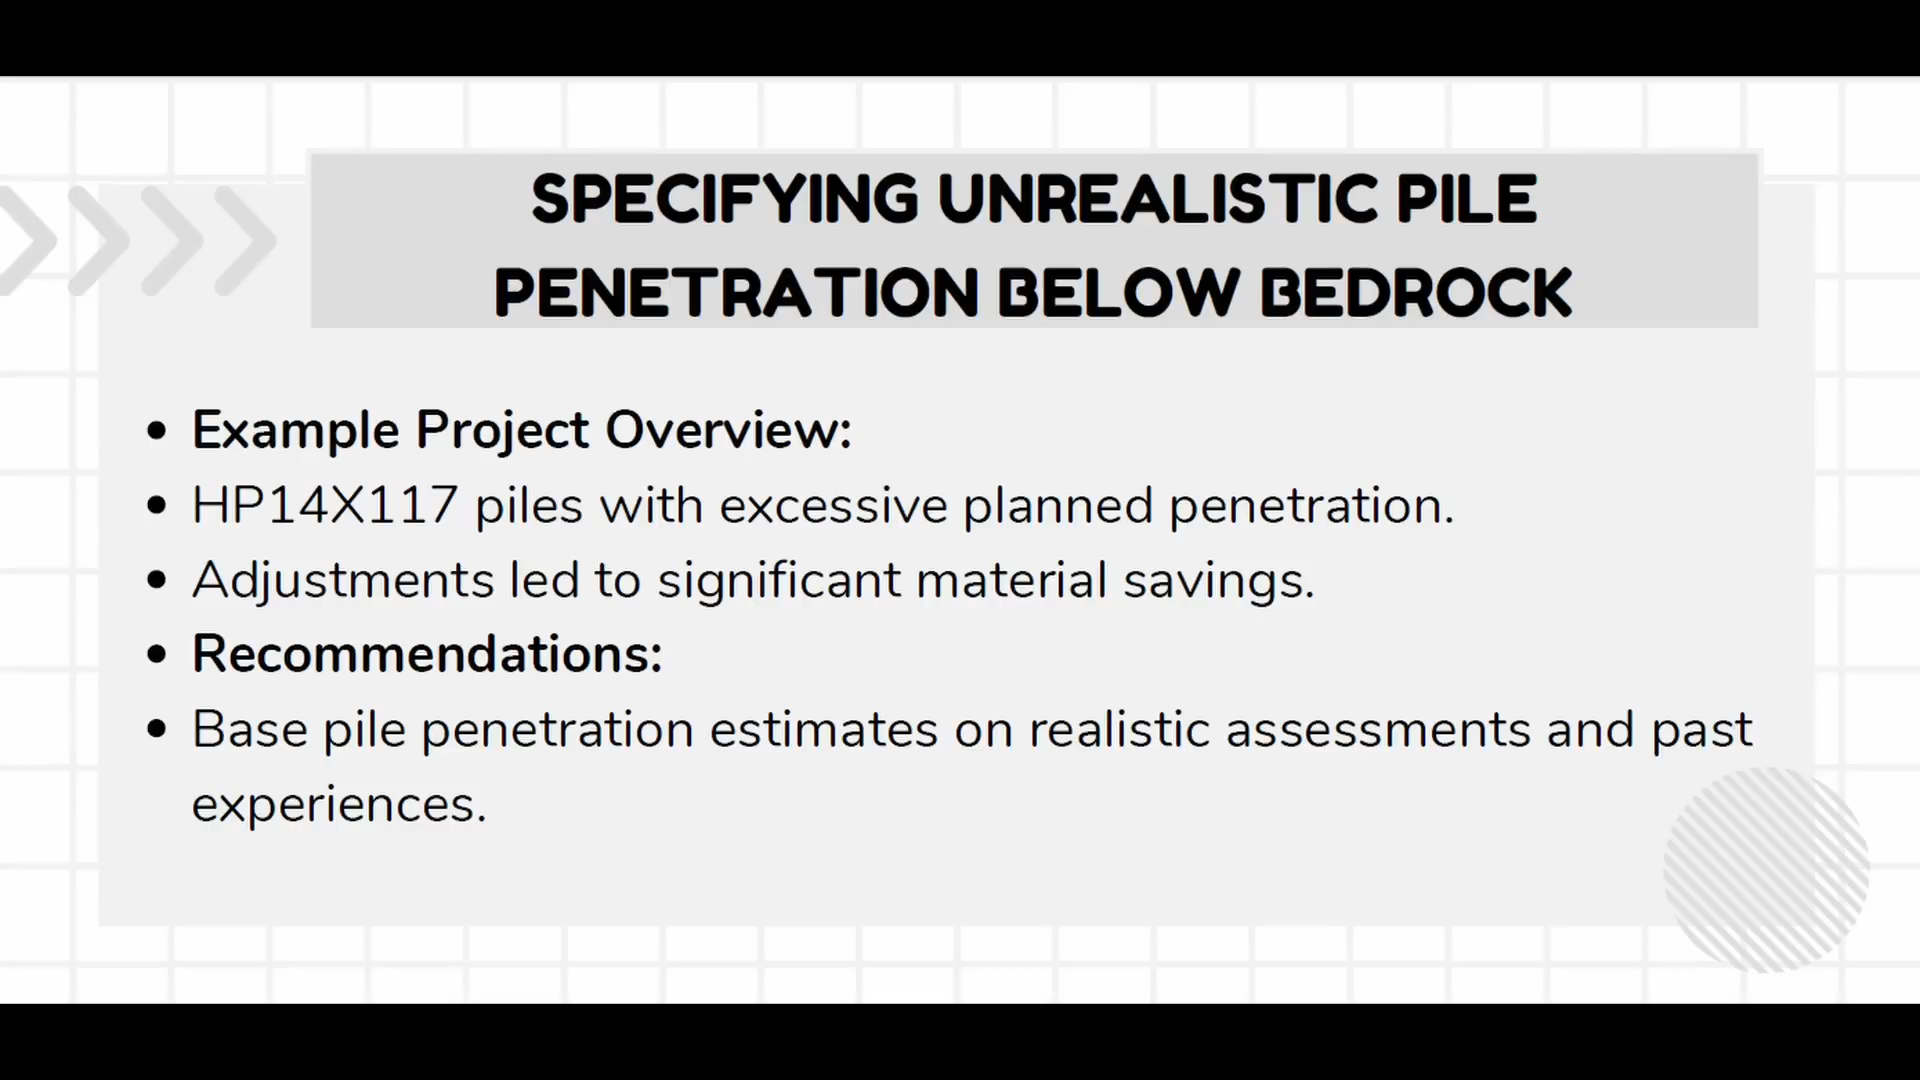 SPECIFYING UNREALISTIC PILE
PENETRATION BELOW BEDROCK
• Example Project Overview:
• HP14X117 piles with excessive planned penetration.
• Adjustments led to significant material savings.
• Recommendations:
• Base pile penetration estimates on realistic assessments and past
experiences.